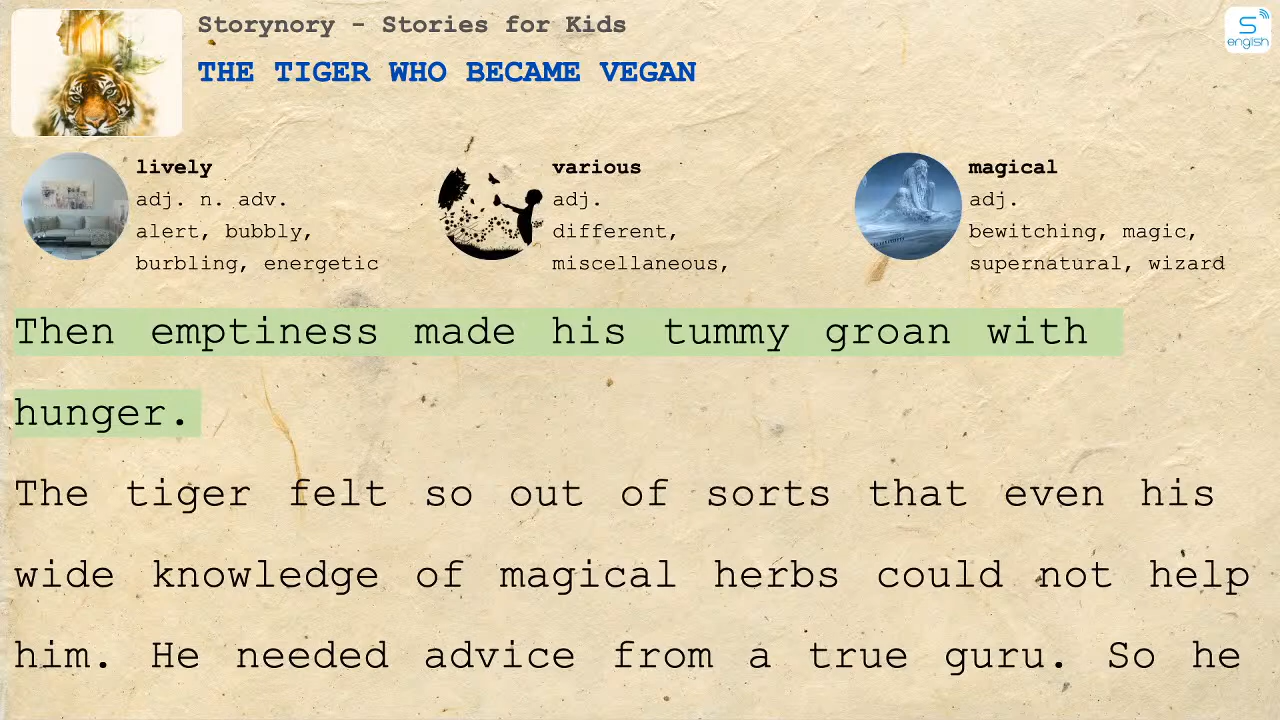 Storynory - Stories for Kids
THE TIGER WHO BECAME VEGAN
S
english
lively
adj. n. adv.
alert, bubbly,
burbling, energetic
various
adj.
different,
miscellaneous,
magical
adj.
bewitching, magic,
supernatural, wizard
Then emptiness made his tummy groan with
hunger.
The tiger felt so out of sorts that even his
wide knowledge of magical herbs could not help
him. He needed advice from a true guru. So he